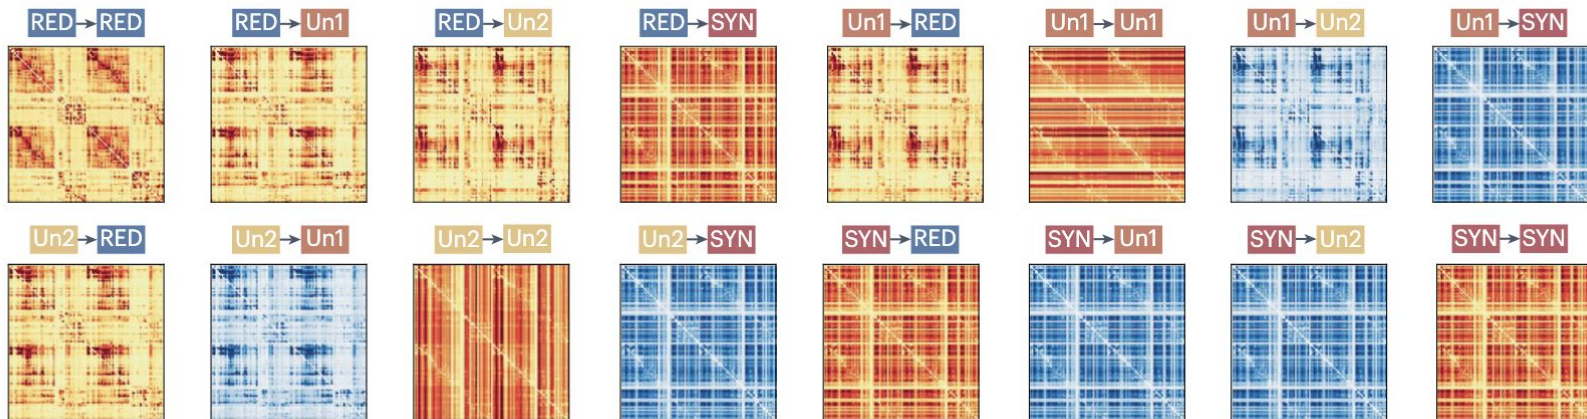 RED→RED RED→Un1 RED→Un2 RED→SYN Un1→RED Un1→Un1 Un1→Un2 Un1→SYN
Un2→RED Un2→Un1 Un2→Un2 Un2→SYN SYN→RED SYN→Un1 SYN→Un2 SYN→SYN